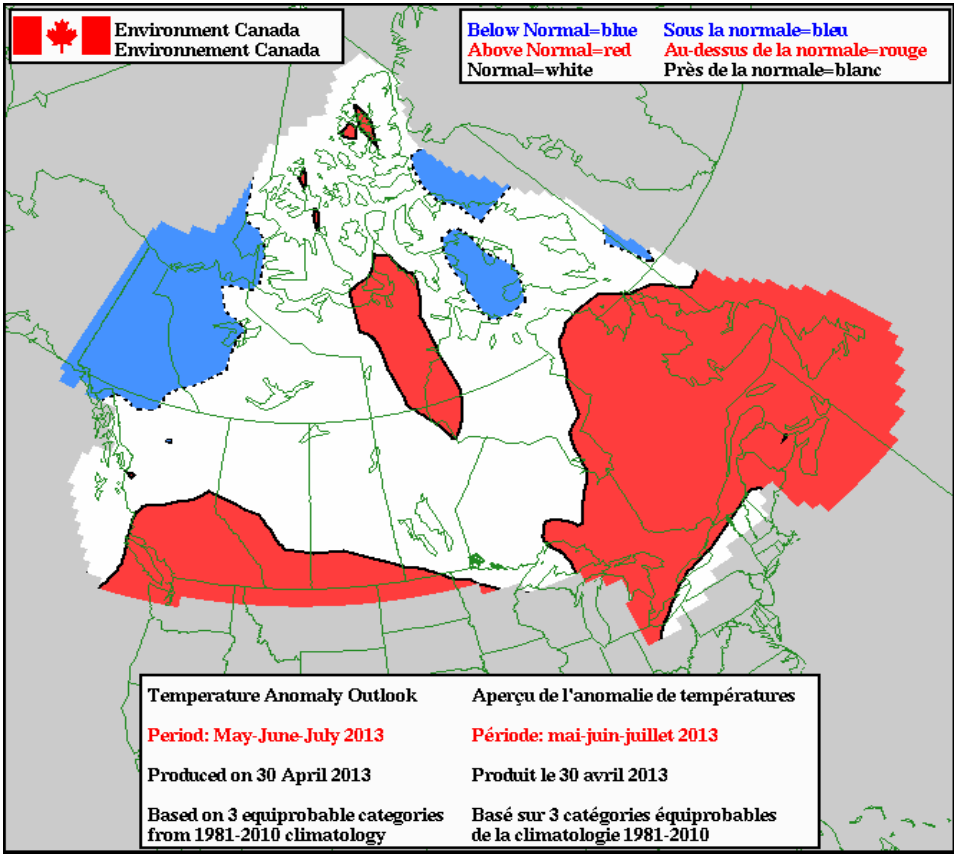 Environment Canada
Environnement Canada
Below Normal=blue
Above Normal=red
Normal=white
Sous la normale=bleu
Au-dessus de la normale=rouge
Près de la normale=blanc
Temperature Anomaly Outlook
Period: May-June-July 2013
Produced on 30 April 2013
Based on 3 equiprobable categories
from 1981-2010 climatology
Aperçu de l'anomalie de températures
Période: mai-juin-juillet 2013
Produit le 30 avril 2013
Basé sur 3 catégories équiprobables
de la climatologie 1981-2010